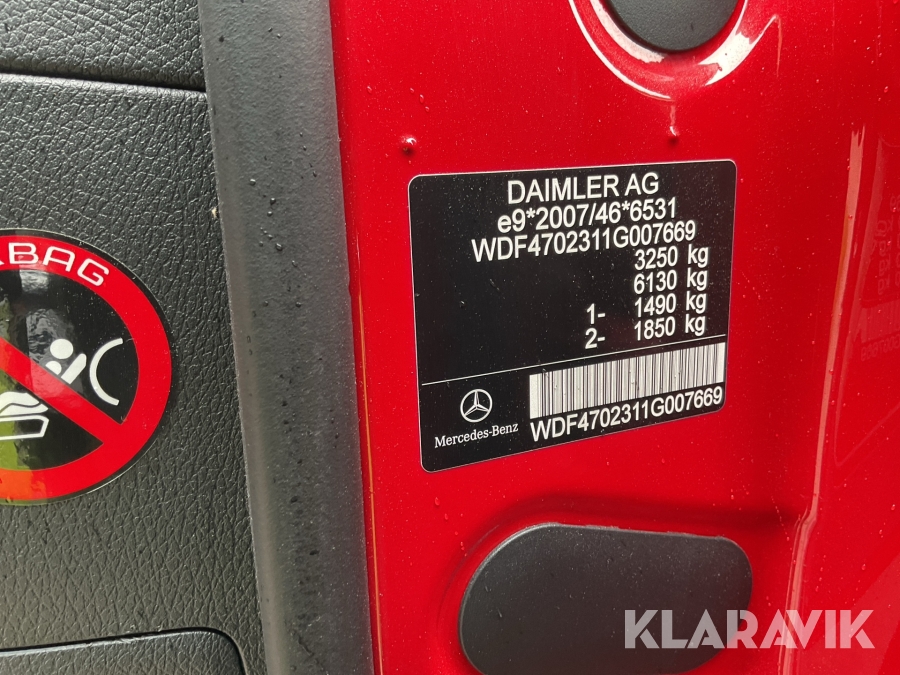 DAIMLER AG
e9*2007/46*6531
WDF4702311G007669
3250 kg
6130 kg
1- 1490 kg
2- 1850 kg
Mercedes-Benz
WDF4702311G007669
BAG
KLARAVIK